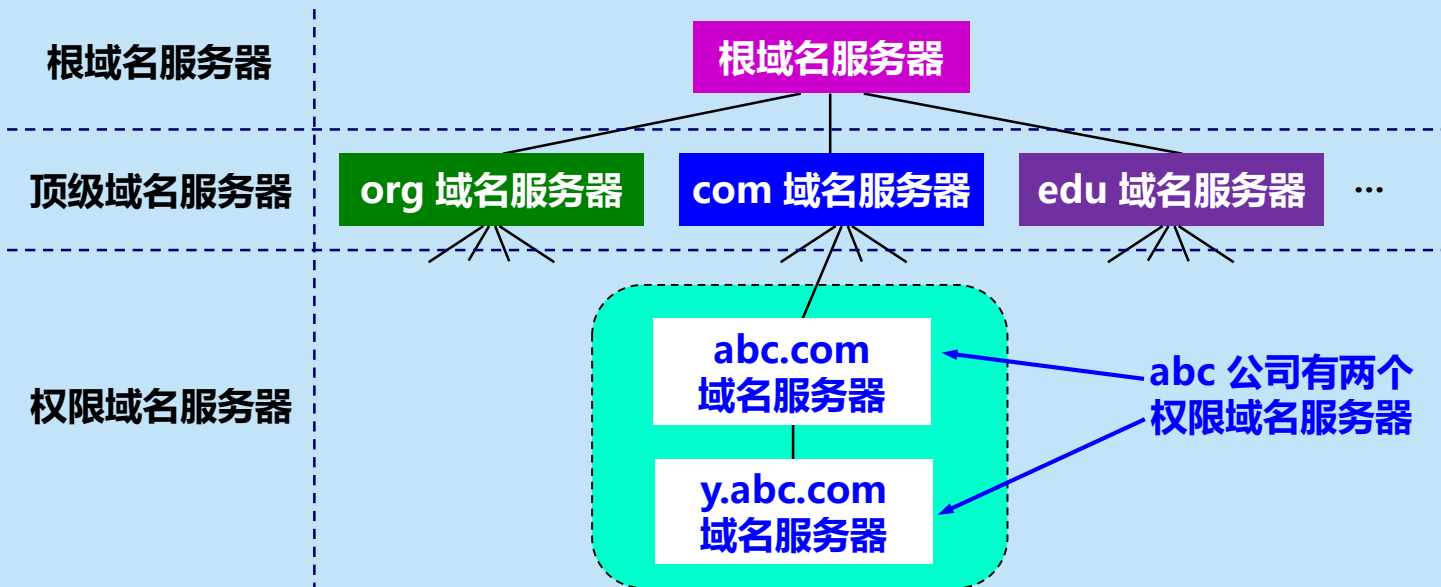 根域名服务器
根域名服务器
顶级域名服务器
org 域名服务器
com 域名服务器
edu 域名服务器
...
权限域名服务器
abc.com
域名服务器
y.abc.com
域名服务器
abc 公司有两个
权限域名服务器